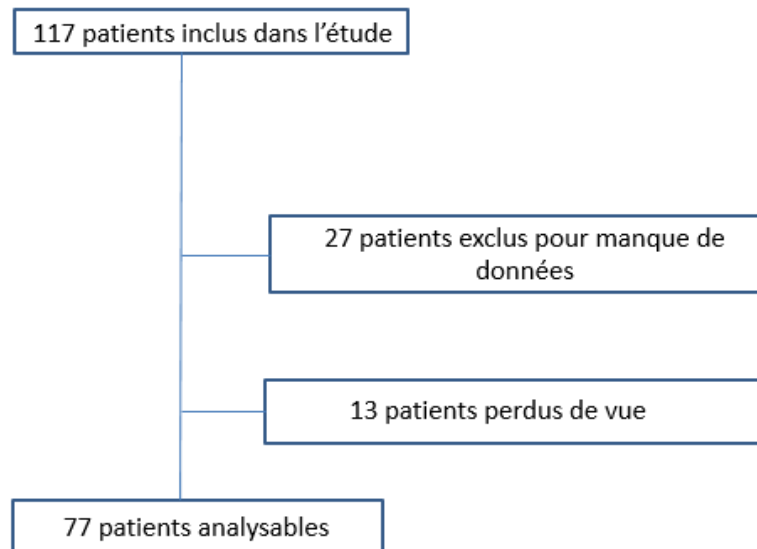 117 patients inclus dans l’étude
27 patients exclus pour manque de
données
13 patients perdus de vue
77 patients analysables